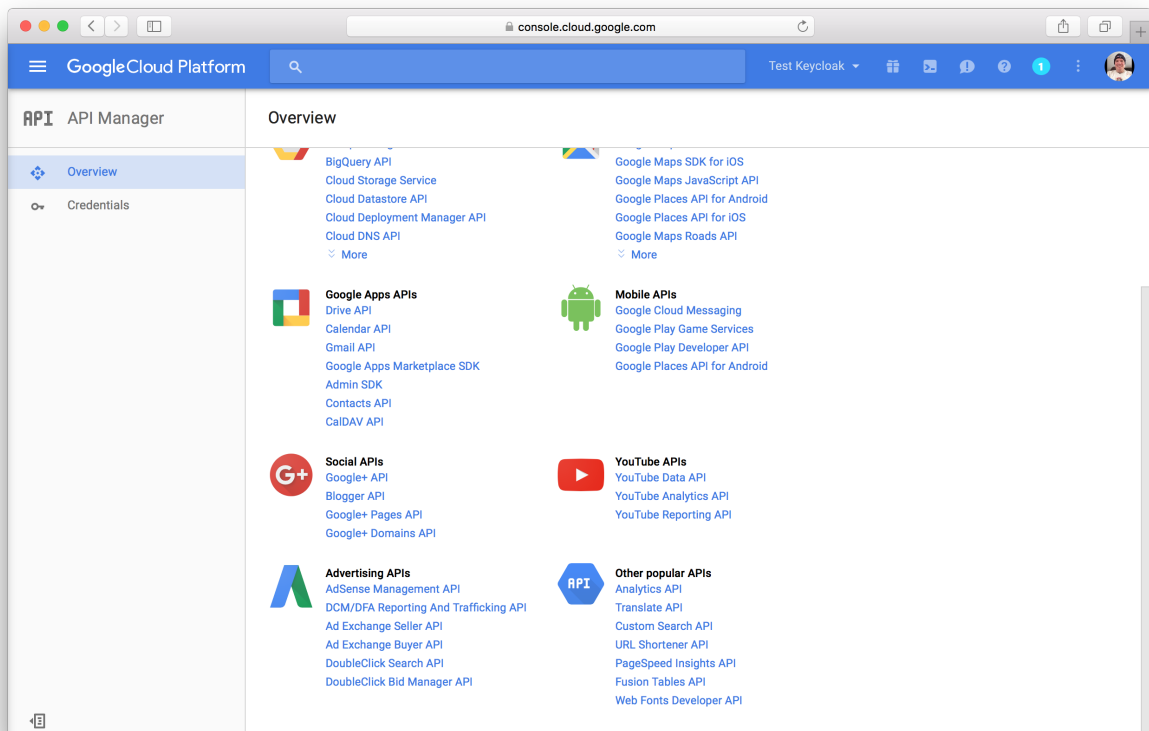 console.cloud.google.com
Google Cloud Platform
Test Keycloak
1
API API Manager
Overview
Overview
Credentials
BigQuery API
Cloud Storage Service
Cloud Datastore API
Cloud Deployment Manager API
Cloud DNS API
More
Google Maps SDK for iOS
Google Maps JavaScript API
Google Places API for Android
Google Places API for iOS
Google Maps Roads API
More
Google Apps APIs
Drive API
Calendar API
Gmail API
Google Apps Marketplace SDK
Admin SDK
Contacts API
CalDAV API
Mobile APIs
Google Cloud Messaging
Google Play Game Services
Google Play Developer API
Google Places API for Android
G+
Social APIs
Google+ API
Blogger API
Google+ Pages API
Google+ Domains API
YouTube APIs
YouTube Data API
YouTube Analytics API
YouTube Reporting API
Advertising APIs
AdSense Management API
DCM/DFA Reporting And Trafficking API
Ad Exchange Seller API
Ad Exchange Buyer API
DoubleClick Search API
DoubleClick Bid Manager API
API
Other popular APIs
Analytics API
Translate API
Custom Search API
URL Shortener API
PageSpeed Insights API
Fusion Tables API
Web Fonts Developer API